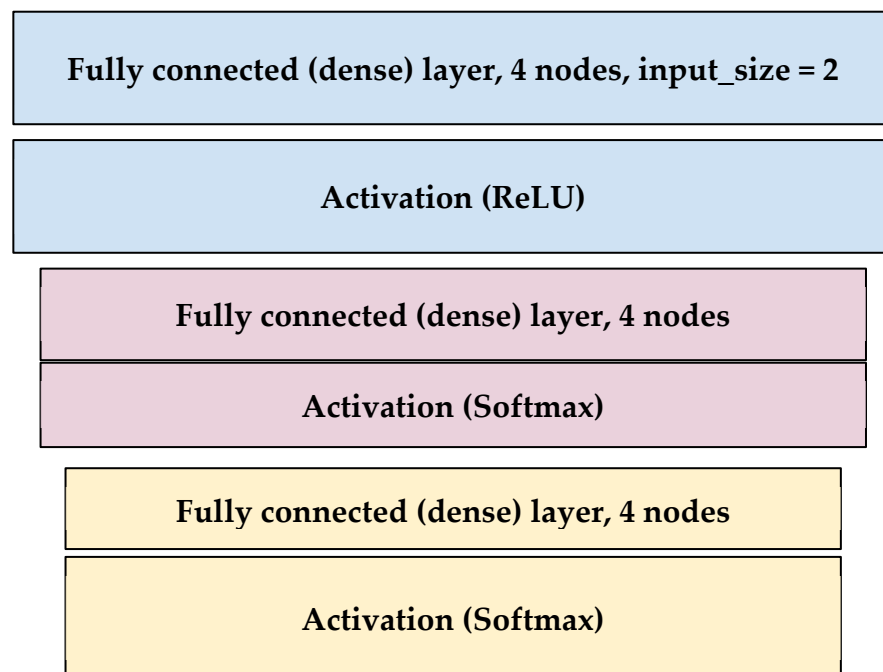 Fully connected (dense) layer, 4 nodes, input_size = 2
Activation (ReLU)
Fully connected (dense) layer, 4 nodes
Activation (Softmax)
Fully connected (dense) layer, 4 nodes
Activation (Softmax)